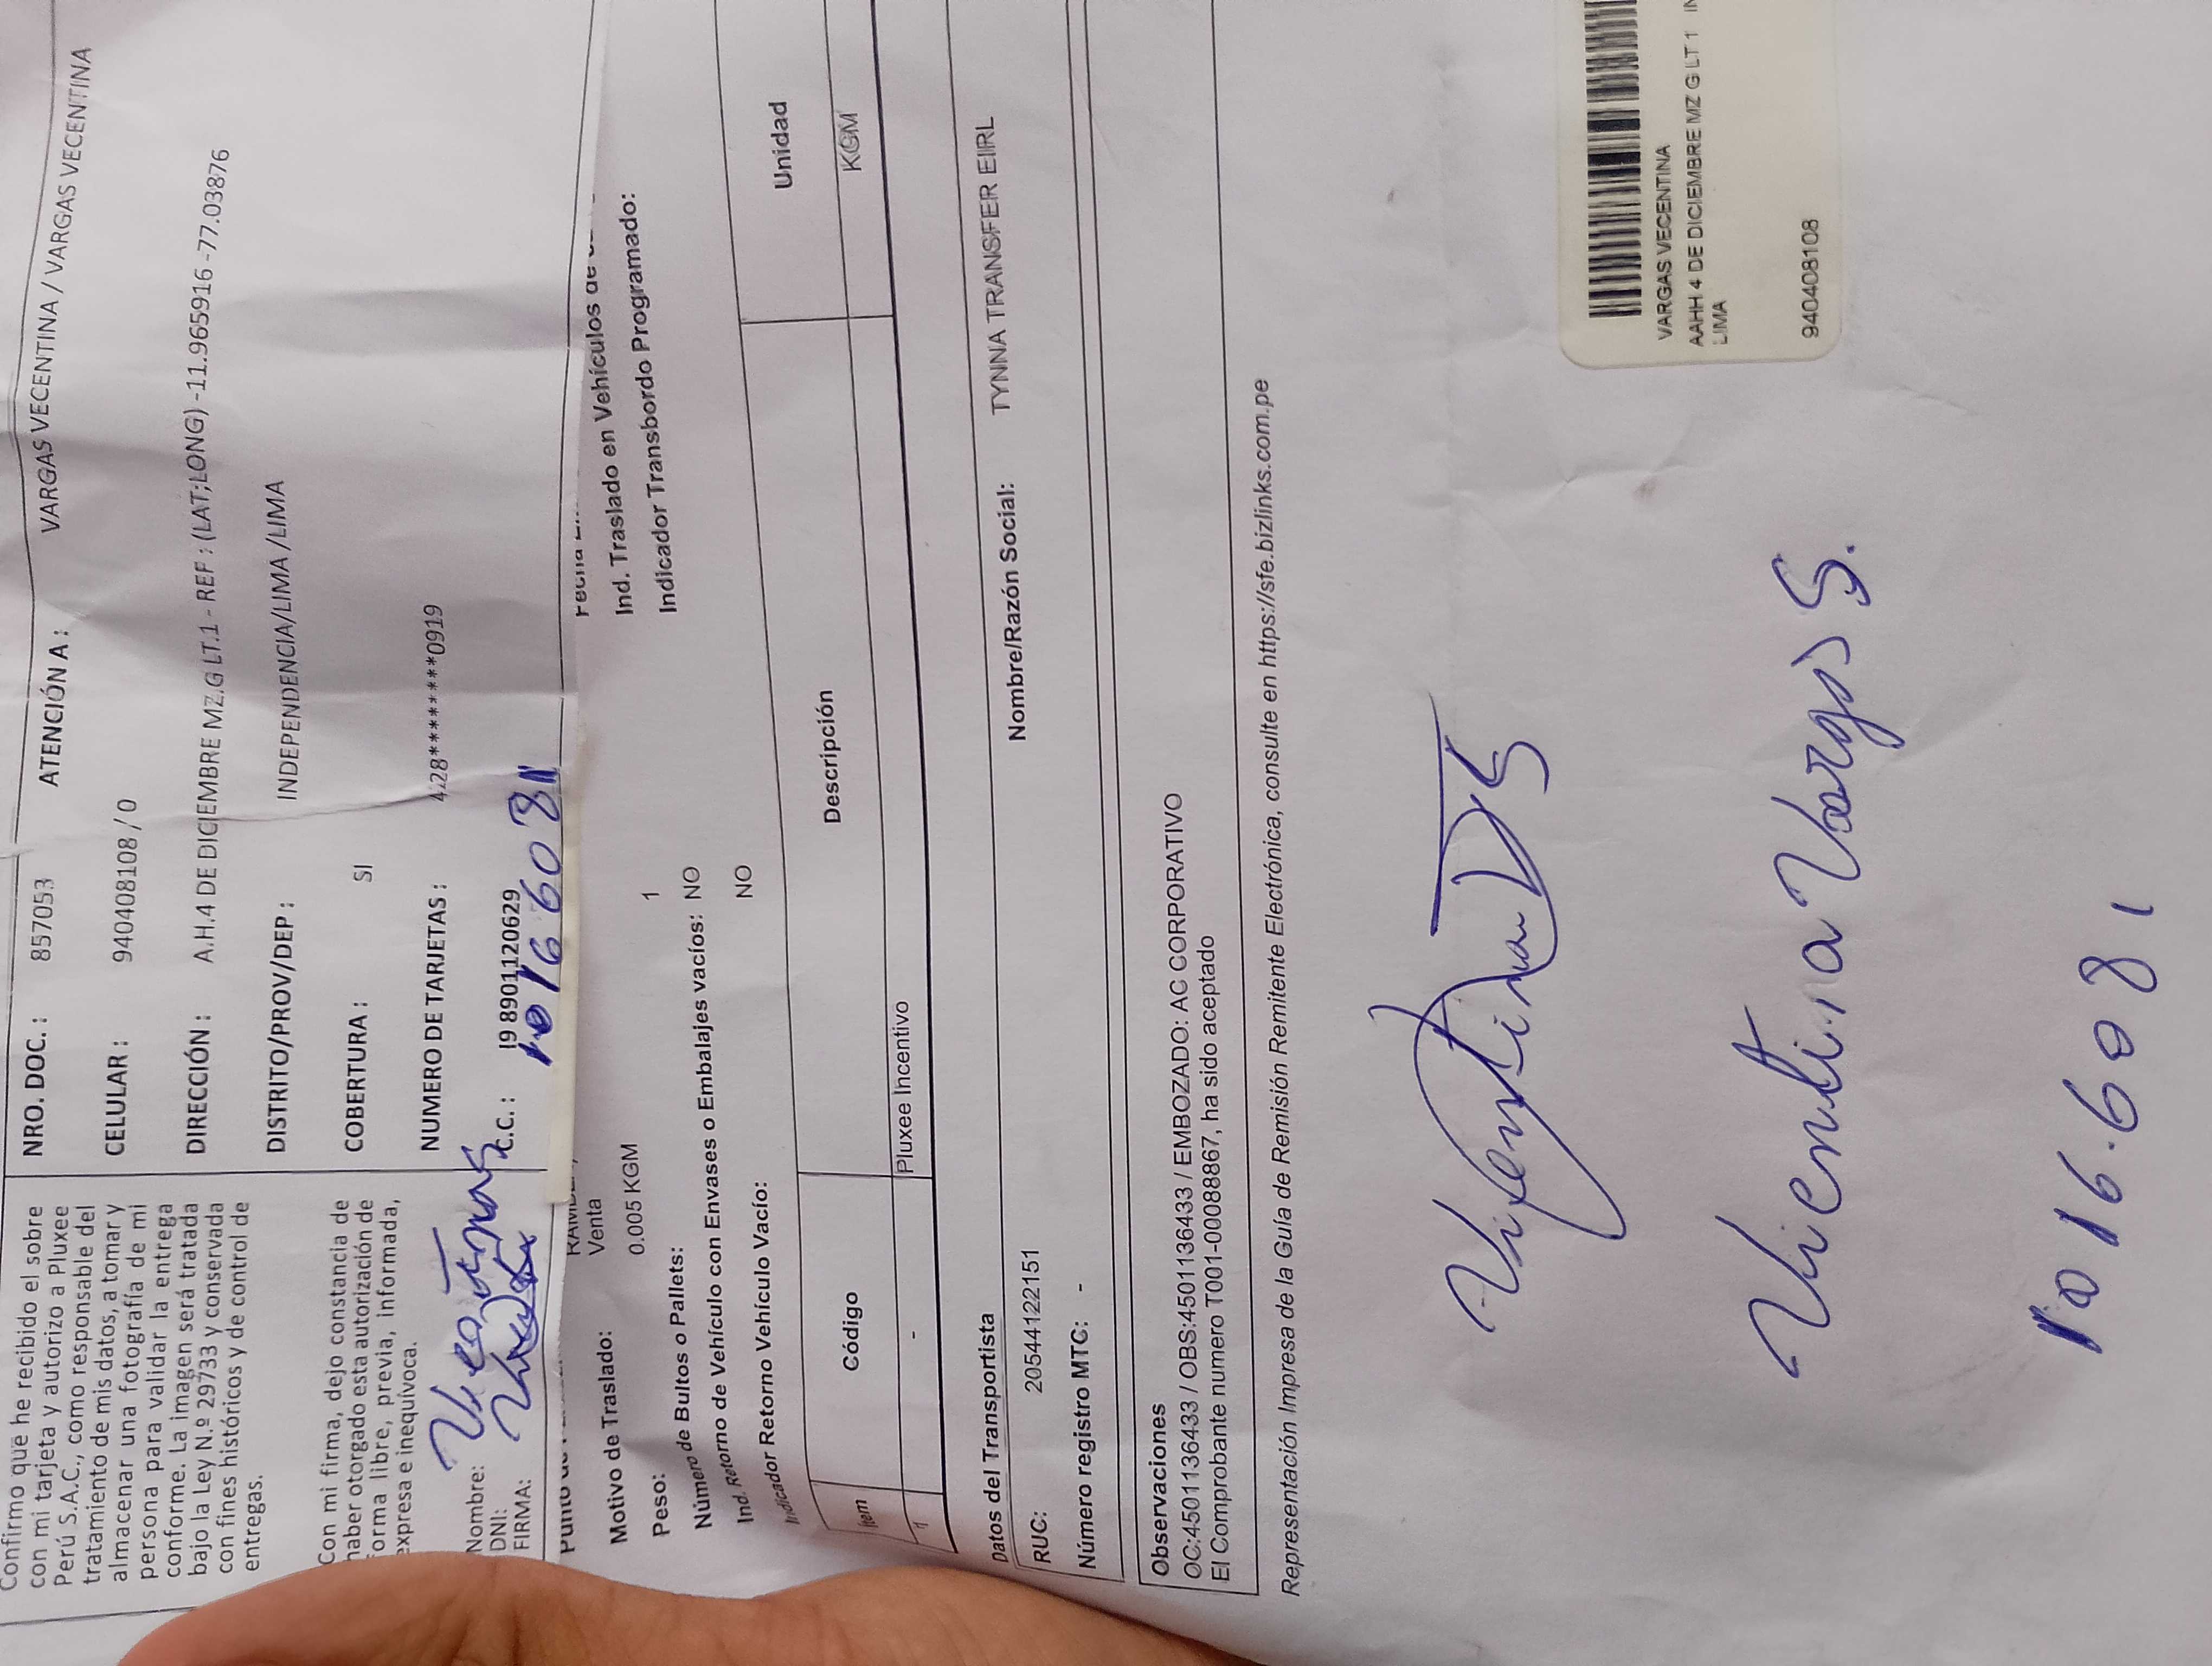 Confirmo que he recibido el sobre
con mi tarjeta y autorizo a Pluxee
Perú S.A.C., como responsable del
tratamiento de mis datos, a tomar y
almacenar una fotografía de mi
persona para validar la entrega
conforme. La imagen será tratada
bajo la Ley N.º 29733 y conservada
con fines históricos y de control de
entregas.
Con mi firma, dejo constancia de
haber otorgado esta autorización de
forma libre, previa, informada,
expresa e inequívoca.
Nombre:
DNI:
FIRMA:
NRO. DOC. : 857053 ATENCIÓN A : VARGAS VECENTINA / VARGAS VECENTINA
CELULAR : 940408108 / 0
DIRECCIÓN : A.H.4 DE DICIEMBRE MZ.G LT.1 - REF : (LAT;LONG) -11.965916 -77.03876
DISTRITO/PROV/DEP : INDEPENDENCIA/LIMA /LIMA
COBERTURA : SI
NUMERO DE TARJETAS : 428*********0919
C.C. : 19 8901120629
10166081
Venta
Motivo de Traslado:
Peso: 0.005 KGM
Número de Bultos o Pallets: 1
Ind. Retorno de Vehículo con Envases o Embalajes vacíos: NO
Indicador Retorno Vehículo Vacío: NO
Ind. Traslado en Vehículos de
Indicador Transbordo Programado:
Item Código Descripción Unidad
1 - Pluxee Incentivo KGM
Datos del Transportista
RUC: 20544122151 Nombre/Razón Social: TYNNA TRANSFER EIRL
Número registro MTC: -
Observaciones
OC:4501136433 / OBS:4501136433 / EMBOZADO: AC CORPORATIVO
El Comprobante numero T001-00088867, ha sido aceptado
Representación Impresa de la Guía de Remisión Remitente Electrónica, consulte en https://sfe.bizlinks.com.pe
Vicentina Vargas S.
10166081
VARGAS VECENTINA
AAHH 4 DE DICIEMBRE MZ G LT 1
LIMA
940408108